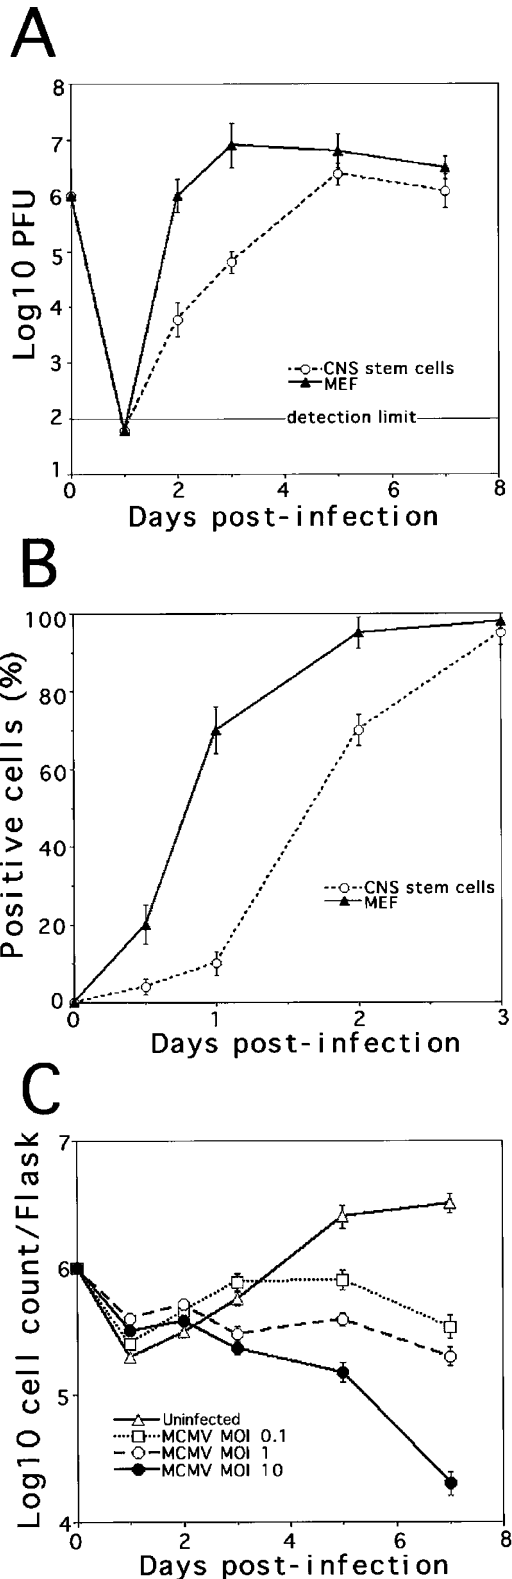 A
8
7
6
5
4
3
2
1
Log10 PFU
CNS stem cells
MEF
detection limit
0 2 4 6 8
Days post-infection
B
100
80
60
40
20
0
Positive cells (%)
CNS stem cells
MEF
0 1 2 3
Days post-infection
C
7
6
5
4
Log10 cell count/Flask
Uninfected
MCMV MOI 0.1
MCMV MOI 1
MCMV MOI 10
0 2 4 6 8
Days post-infection